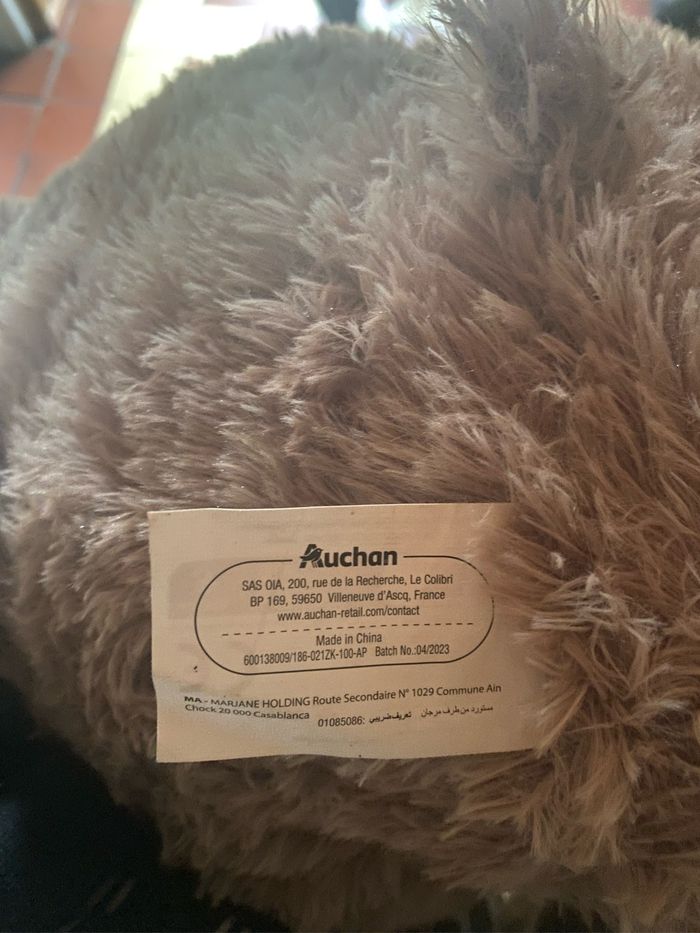 Auchan
SAS OIA, 200, rue de la Recherche, Le Colibri
BP 169, 59650 Villeneuve d'Ascq, France
www.auchan-retail.com/contact
Made in China
600138009/186-021ZK-100-AP Batch No.:04/2023
MA - MARJANE HOLDING Route Secondaire N° 1029 Commune Ain
Chock 20 000 Casablanca
مستورد من طرف مرجان تعريف ضريبي: 01085086